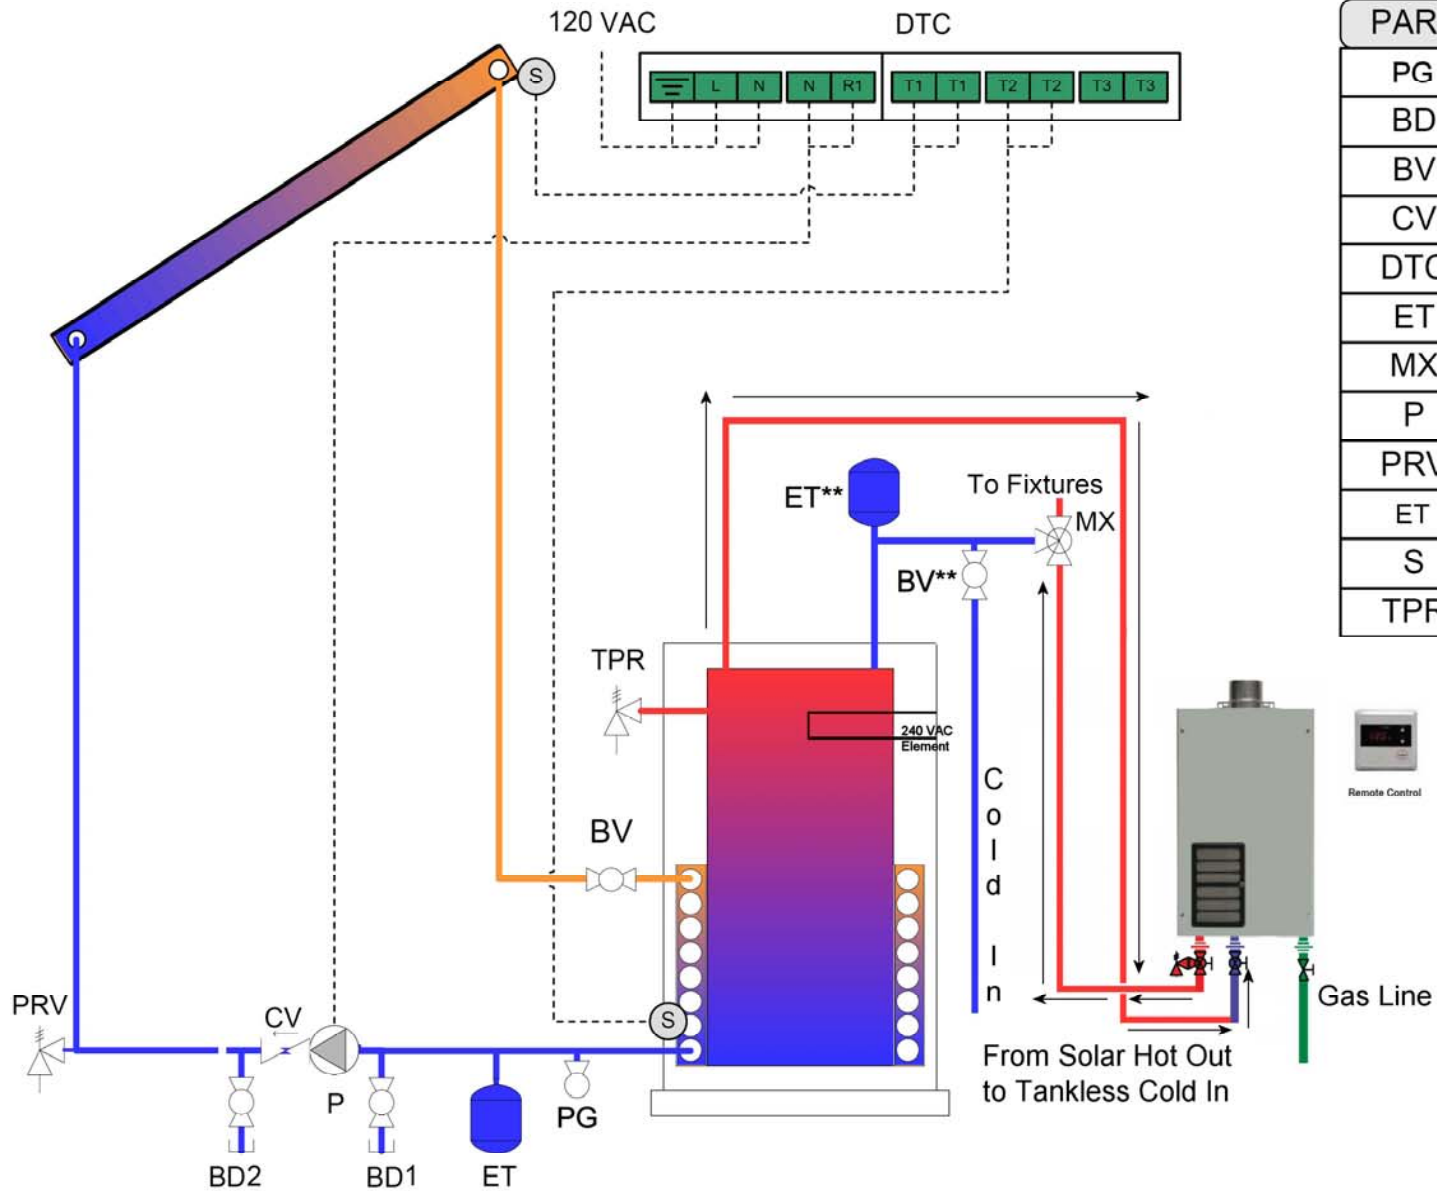 120 VAC
DTC
L N N R1 T1 T1 T2 T2 T3 T3
S
PAR
PG
BD
BV
CV
DTC
ET
MX
P
PRV
ET
S
TPR
To Fixtures
ET**
MX
BV**
TPR
240 VAC
Element
Cold In
BV
Remote Control
S
PRV
CV
P
Gas Line
From Solar Hot Out
to Tankless Cold In
PG
BD2
BD1
ET